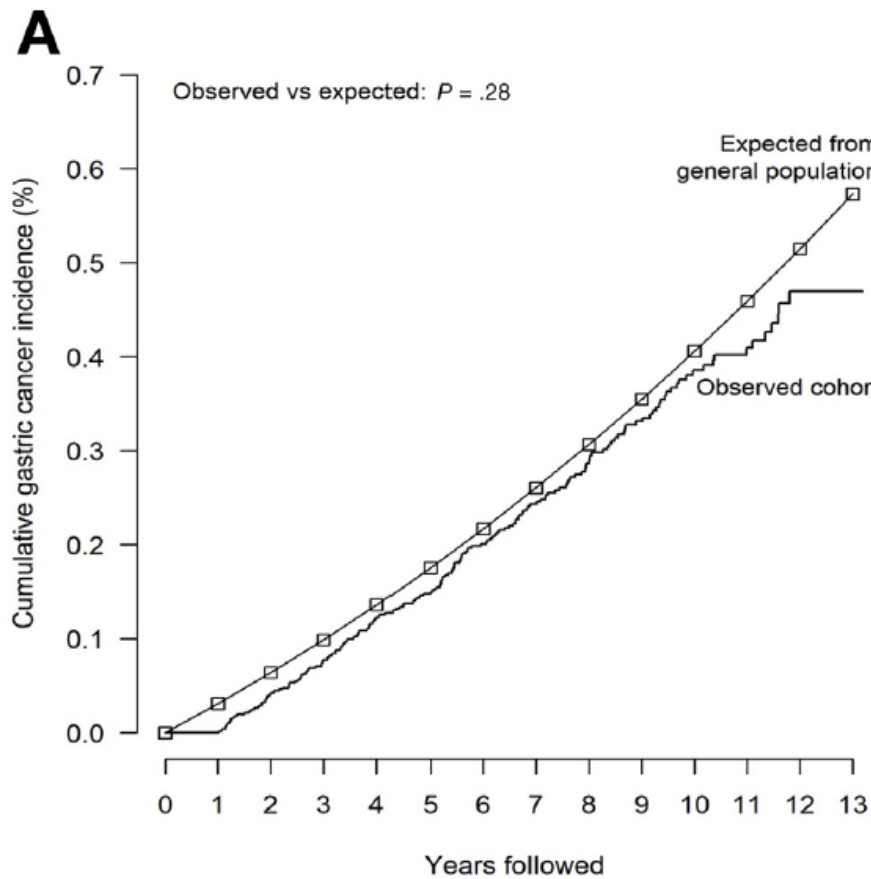 A
0.7
Observed vs expected: P = .28
Expected from
general population
0.6
0.5
0.4
Observed cohor
0.3
0.2
0.1
0.0
Cumulative gastric cancer incidence (%)
0 1 2 3 4 5 6 7 8 9 10 11 12 13
Years followed